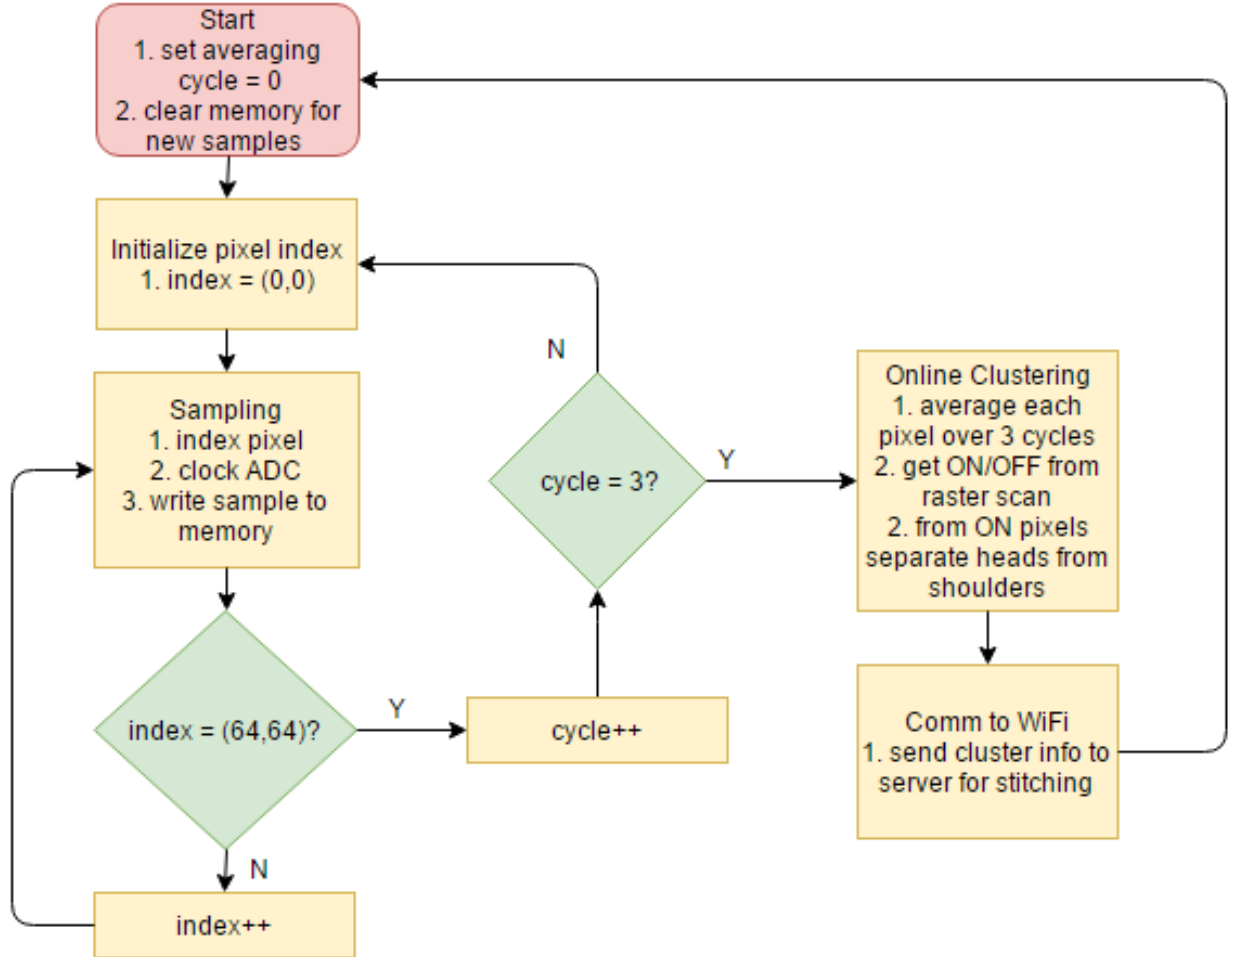 Start
1. set averaging
cycle = 0
2. clear memory for
new samples
Initialize pixel index
1. index = (0,0)
Sampling
1. index pixel
2. clock ADC
3. write sample to
memory
index = (64,64)?
Y
N
index++
cycle++
cycle = 3?
N
Y
Online Clustering
1. average each
pixel over 3 cycles
2. get ON/OFF from
raster scan
2. from ON pixels
separate heads from
shoulders
Comm to WiFi
1. send cluster info to
server for stitching